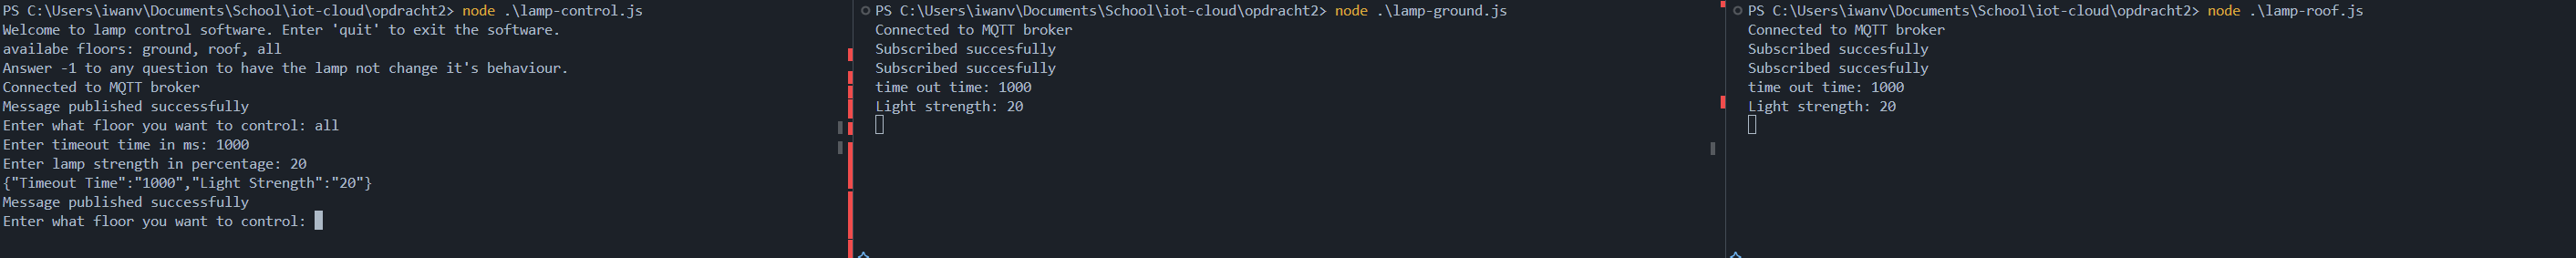 PS C:\Users\iwanv\Documents\School\iot-cloud\opdracht2> node .\lamp-control.js
Welcome to lamp control software. Enter 'quit' to exit the software.
availabe floors: ground, roof, all
Answer -1 to any question to have the lamp not change it's behaviour.
Connected to MQTT broker
Message published successfully
Enter what floor you want to control: all
Enter timeout time in ms: 1000
Enter lamp strength in percentage: 20
{"Timeout Time":"1000","Light Strength":"20"}
Message published successfully
Enter what floor you want to control:
PS C:\Users\iwanv\Documents\School\iot-cloud\opdracht2> node .\lamp-ground.js
Connected to MQTT broker
Subscribed succesfully
Subscribed succesfully
time out time: 1000
Light strength: 20
PS C:\Users\iwanv\Documents\School\iot-cloud\opdracht2> node .\lamp-roof.js
Connected to MQTT broker
Subscribed succesfully
Subscribed succesfully
time out time: 1000
Light strength: 20